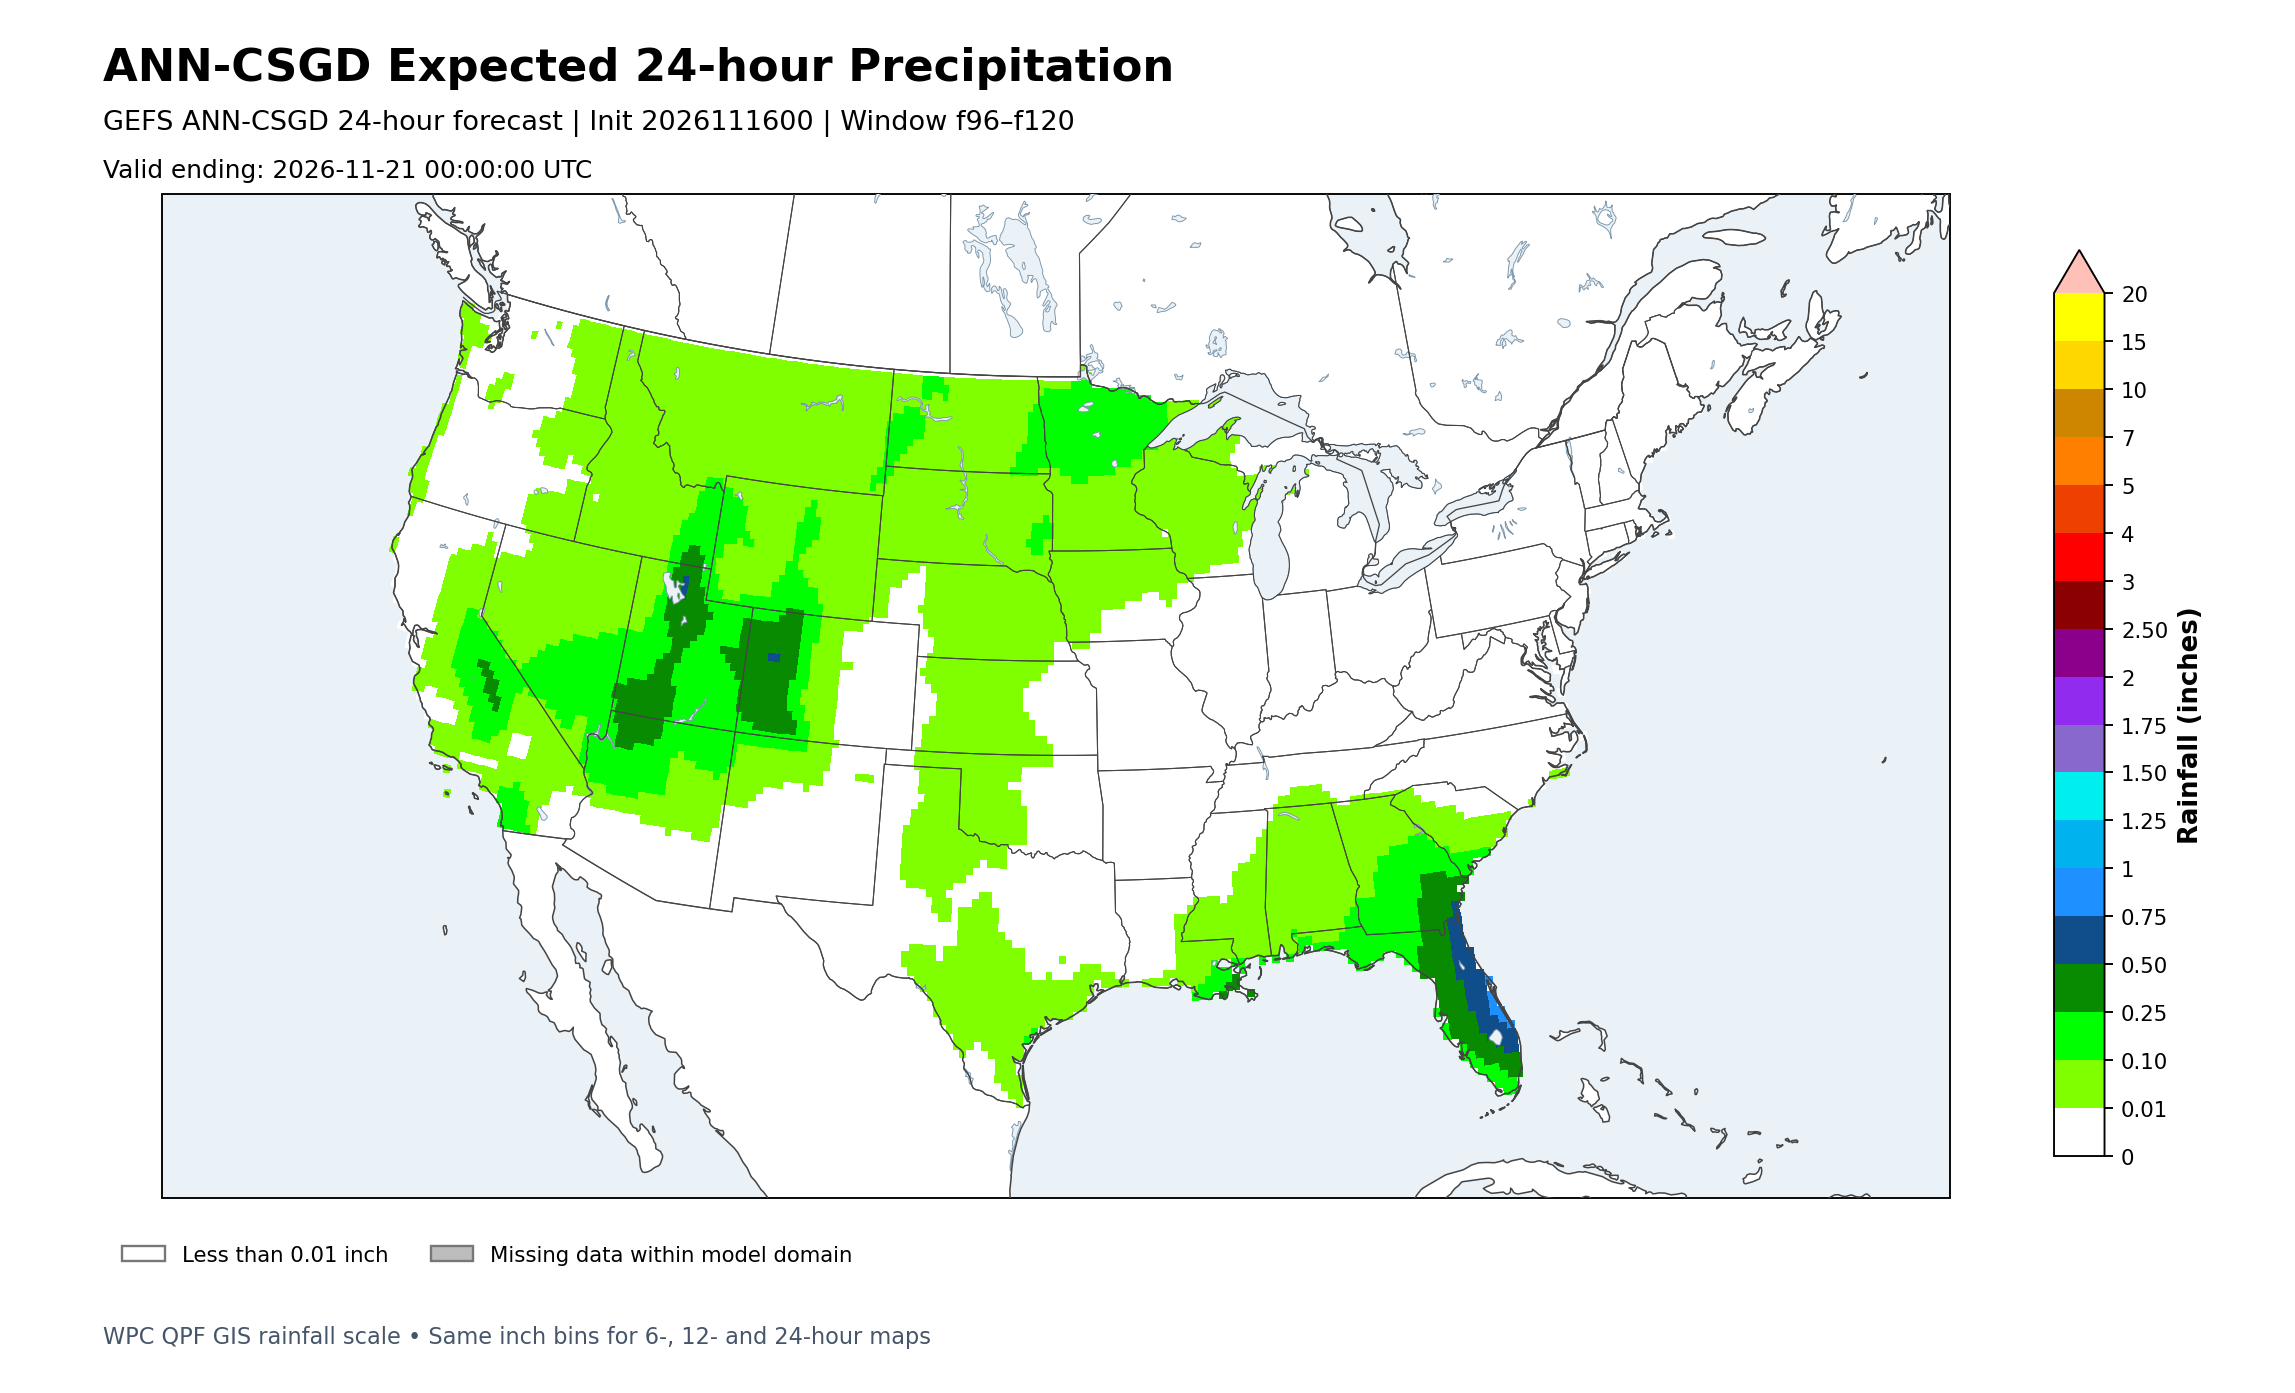 ANN-CSGD Expected 24-hour Precipitation
GEFS ANN-CSGD 24-hour forecast | Init 2026111600 | Window f96–f120
Valid ending: 2026-11-21 00:00:00 UTC
20
15
10
7
5
4
3
2.50
2
1.75
1.50
1.25
1
0.75
0.50
0.25
0.10
0.01
0
Rainfall (inches)
Less than 0.01 inch
Missing data within model domain
WPC QPF GIS rainfall scale • Same inch bins for 6-, 12- and 24-hour maps